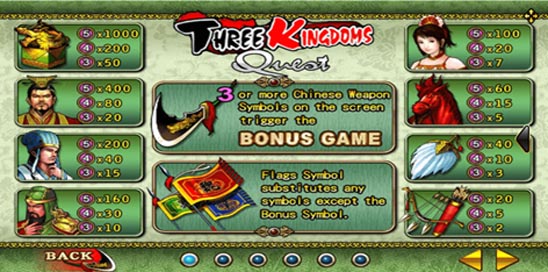 THREE KINGDOMS
Quest
5 x1000
4 x200
3 x50
5 x400
4 x80
3 x20
5 x200
4 x40
3 x15
5 x160
4 x30
3 x10
3 or more Chinese Weapon
Symbols on the screen
trigger the
BONUS GAME
Flags Symbol
substitutes any
symbols except the
Bonus Symbol.
5 x100
4 x20
3 x7
5 x60
4 x15
3 x5
5 x40
4 x10
3 x3
5 x20
4 x5
3 x2
BACK